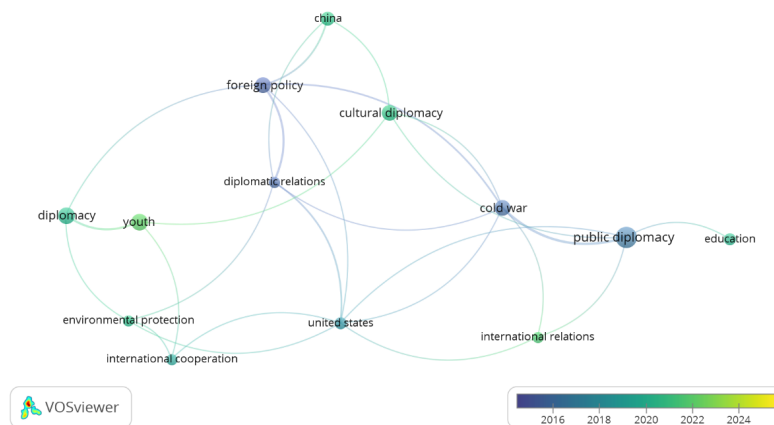 china
foreign policy
cultural diplomacy
diplomatic relations
cold war
diplomacy
youth
public diplomacy
education
environmental protection
united states
international relations
international cooperation
VOSviewer
2016 2018 2020 2022 2024